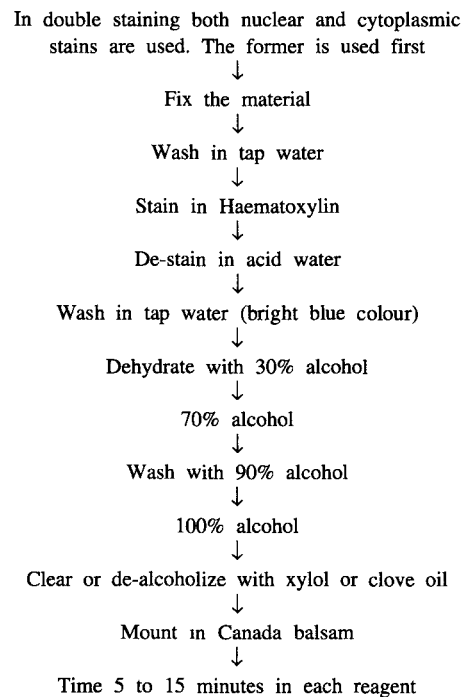 In double staining both nuclear and cytoplasmic
stains are used. The former is used first
↓
Fix the material
↓
Wash in tap water
↓
Stain in Haematoxylin
↓
De-stain in acid water
↓
Wash in tap water (bright blue colour)
↓
Dehydrate with 30% alcohol
↓
70% alcohol
↓
Wash with 90% alcohol
↓
100% alcohol
↓
Clear or de-alcoholize with xylol or clove oil
↓
Mount in Canada balsam
↓
Time 5 to 15 minutes in each reagent